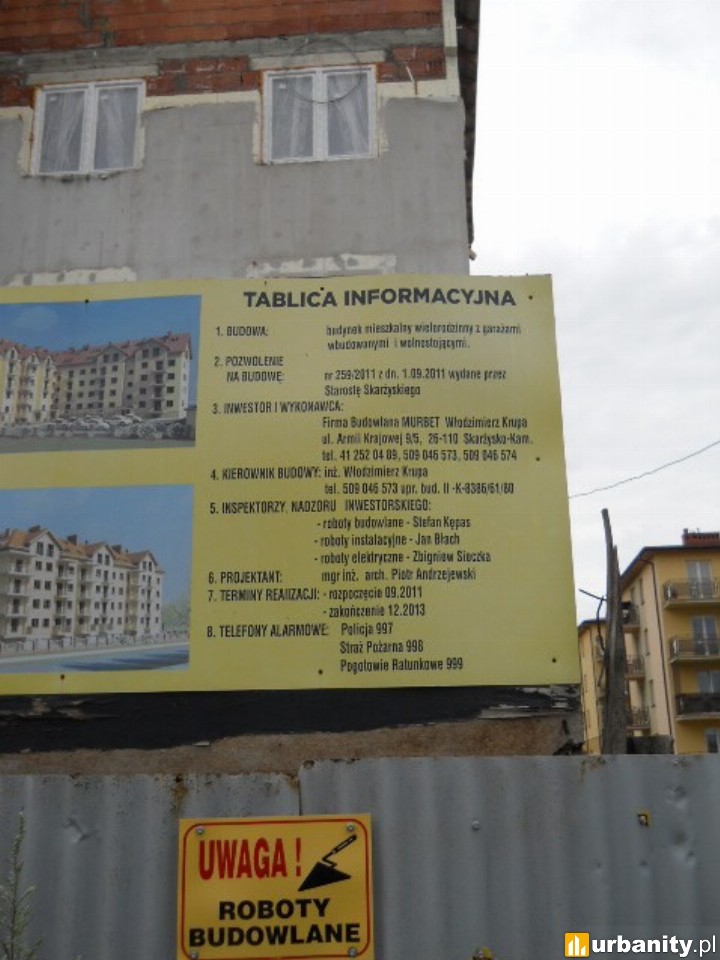 TABLICA INFORMACYJNA
1. BUDOWA: budynek mieszkalny wielorodzinny z garażami
wbudowanymi i wolnostojącymi.
2. POZWOLENIE
NA BUDOWĘ: nr 259/2011 z dn. 1.09.2011 wydane przez
Starostę Skarżyskiego
3. INWESTOR I WYKONAWCA:
Firma Budowlana MURBET Włodzimierz Krupa
ul. Armii Krajowej 9/5, 26-110 Skarżysko-Kam.
tel. 41 252 04 89, 509 046 573, 509 046 574
4. KIEROWNIK BUDOWY: inż. Włodzimierz Krupa
tel. 509 046 573 upr. bud. II -K-8386/61/80
5. INSPEKTORZY NADZORU INWESTORSKIEGO:
- roboty budowlane - Stefan Kępas
- roboty instalacyjne - Jan Błach
- roboty elektryczne - Zbigniew Sieczka
6. PROJEKTANT: mgr inż. arch. Piotr Andrzejewski
7. TERMINY REALIZACJI: - rozpoczęcie 09.2011
- zakończenie 12.2013
8. TELEFONY ALARMOWE: Policja 997
Straż Pożarna 998
Pogotowie Ratunkowe 999
UWAGA !
ROBOTY
BUDOWLANE
urbanity.pl